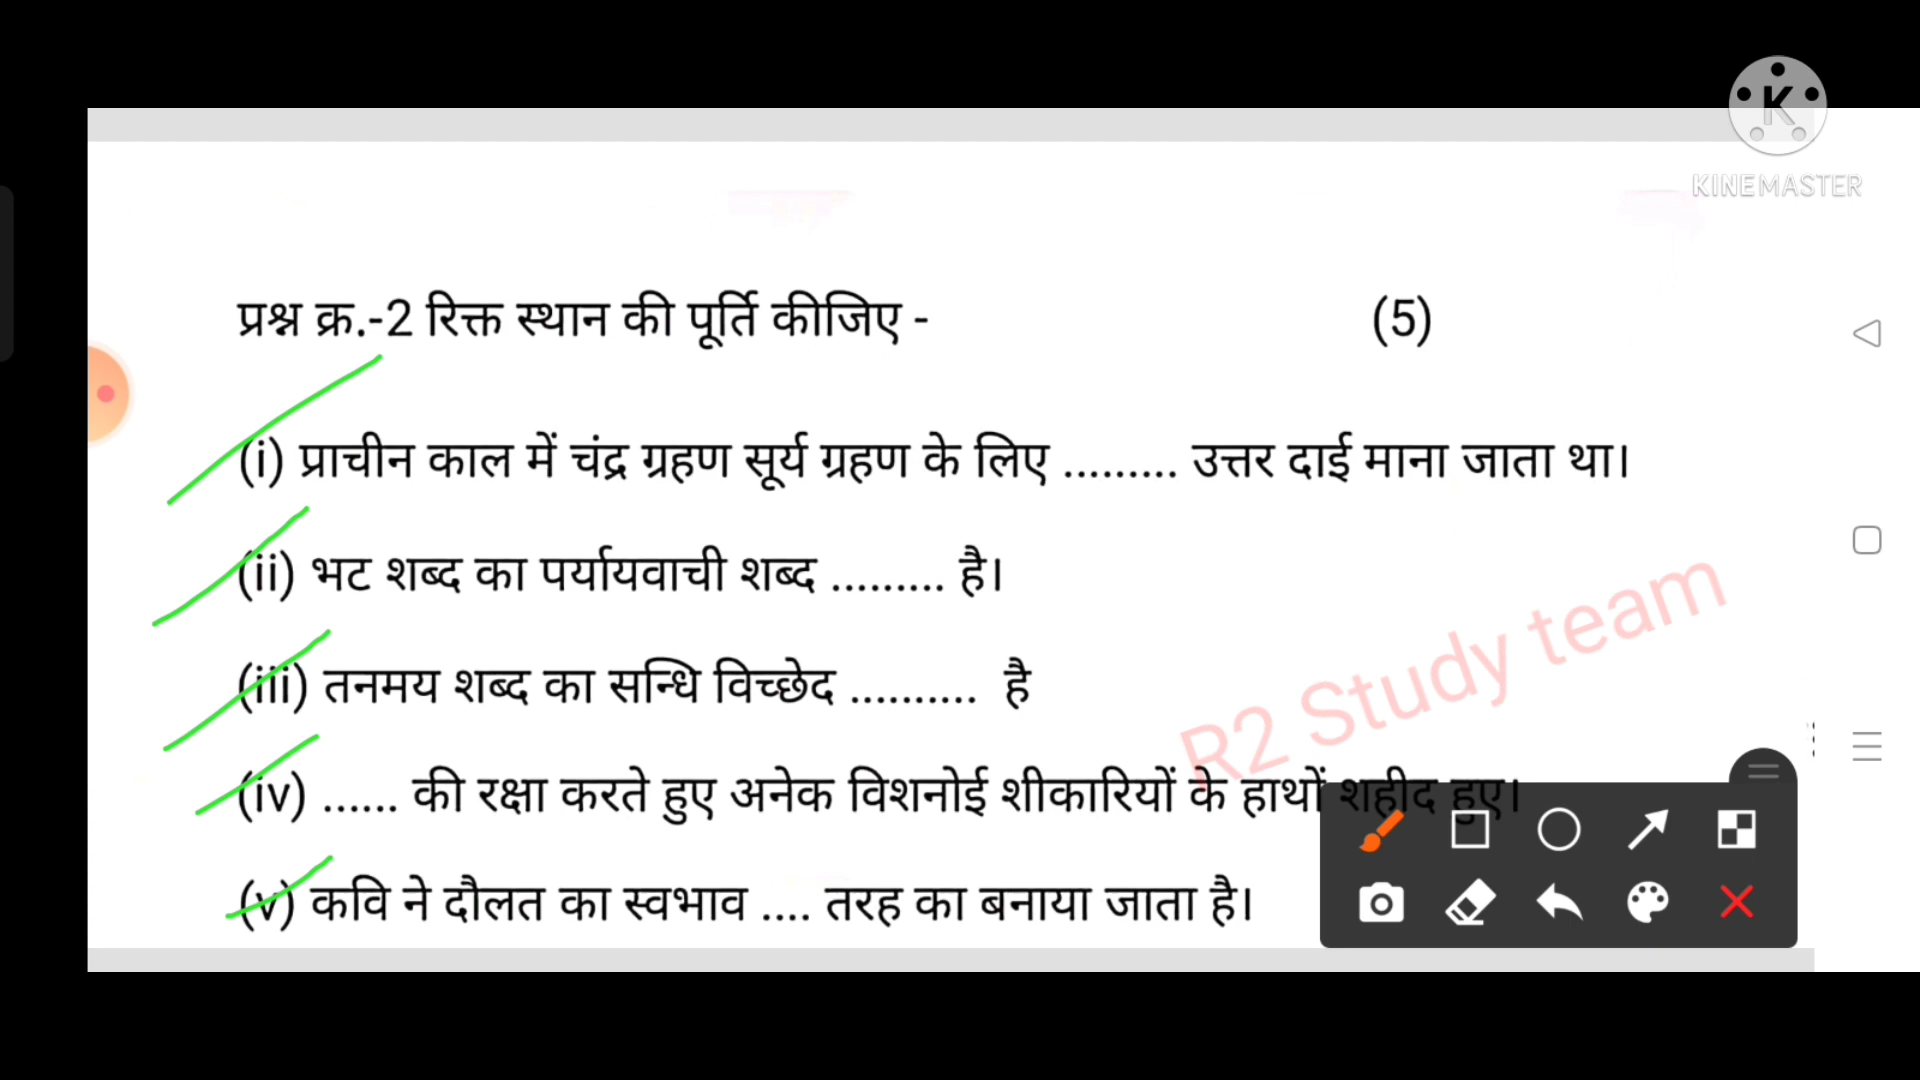 KINEMASTER
प्रश्न क्र.-2 रिक्त स्थान की पूर्ति कीजिए - (5)
(i) प्राचीन काल में चंद्र ग्रहण सूर्य ग्रहण के लिए ......... उत्तर दाई माना जाता था।
(ii) भट शब्द का पर्यायवाची शब्द ......... है।
(iii) तनमय शब्द का सन्धि विच्छेद .......... है
R2 Study team
(iv) ...... की रक्षा करते हुए अनेक विशनोई शीकारियों के हाथों शहीद हुए।
(v) कवि ने दौलत का स्वभाव .... तरह का बनाया जाता है।